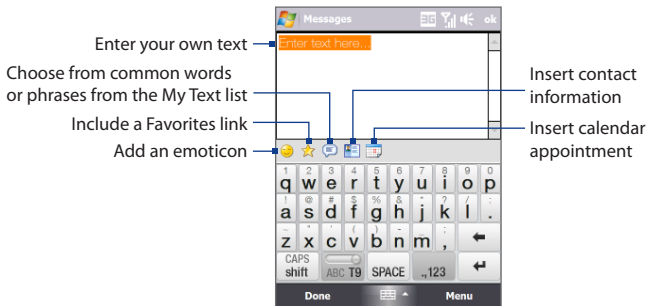 Messages ok
Enter your own text
Enter text here...
Choose from common words
or phrases from the My Text list
Include a Favorites link
Add an emoticon
Insert contact
information
Insert calendar
appointment
1 2 3 4 5 6 7 8 9 0
q w e r t y u i o p
! @ # $ % & * ? / :
a s d f g h j k l .
~ - ' ( ) - _ ;
z x c v b n m ,
CAPS
shift ABC T9 SPACE .,123
Done Menu